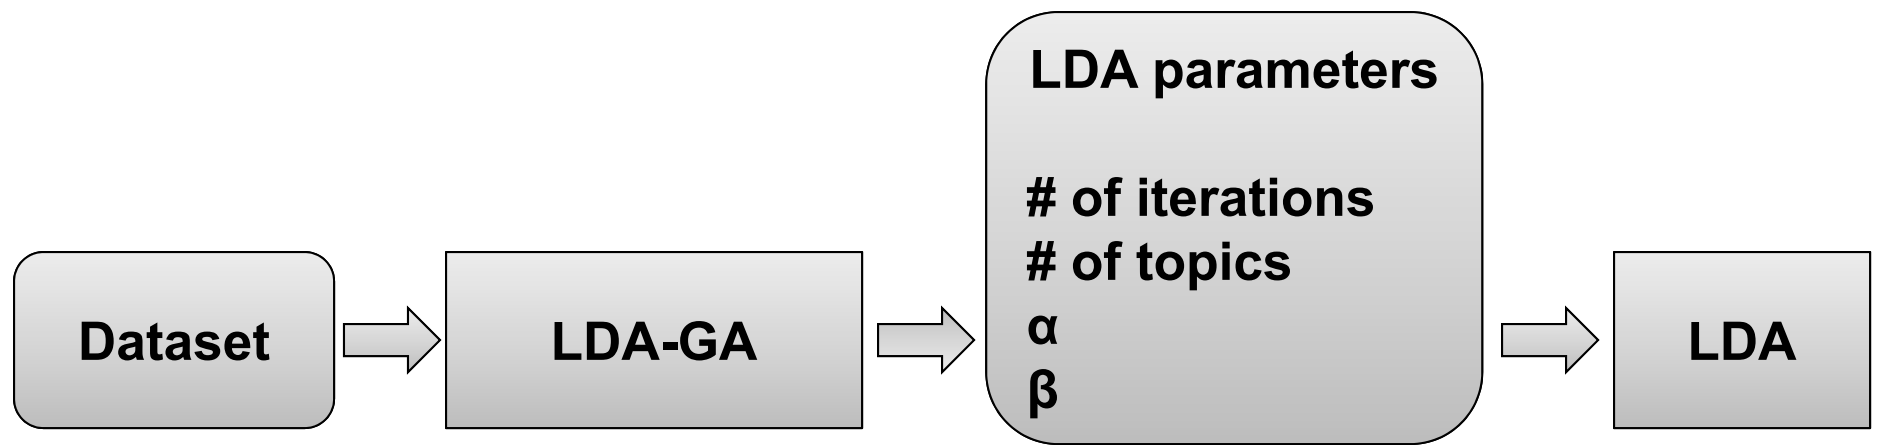 Dataset
LDA-GA
LDA parameters
# of iterations
# of topics
α
β
LDA